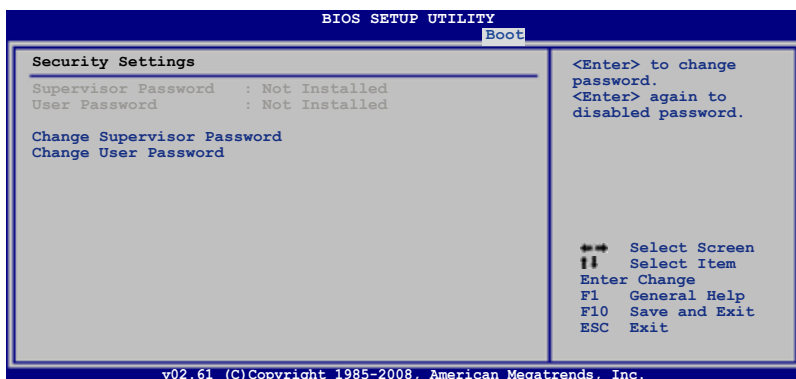 BIOS SETUP UTILITY
Boot
Security Settings
Supervisor Password : Not Installed
User Password : Not Installed
Change Supervisor Password
Change User Password
<Enter> to change
password.
<Enter> again to
disabled password.
Select Screen
Select Item
Enter Change
F1 General Help
F10 Save and Exit
ESC Exit
v02.61 (C)Copyright 1985-2008, American Megatrends, Inc.